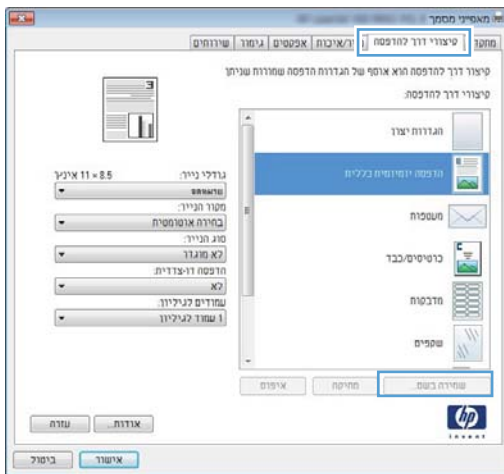 מאפייני מסמך
קיצורי דרך להדפסה ר/איכות אפקטים גימור שירותים
קיצור דרך להדפסה הוא אוסף של הגדרות הדפסה שמורות שניתן
קיצורי דרך להדפסה:
הגדרות יצרן
הדפסה יומיומית כללית
מעטפות
כרטיסים/כבד
מדבקות
שקפים
שמירה בשם... מחיקה איפוס
גודלי נייר: 8.5 × 11 אינץ'
מקור הנייר:
בחירה אוטומטית
סוג הנייר:
לא מוגדר
הדפסה דו-צדדית:
לא
עמודים לגיליון:
1 עמוד לגיליון
hp
invent
אודות... עזרה
אישור ביטול